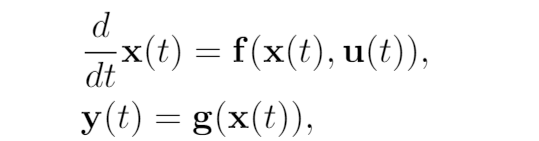 d/dt x(t) = f(x(t), u(t)),
y(t) = g(x(t)),